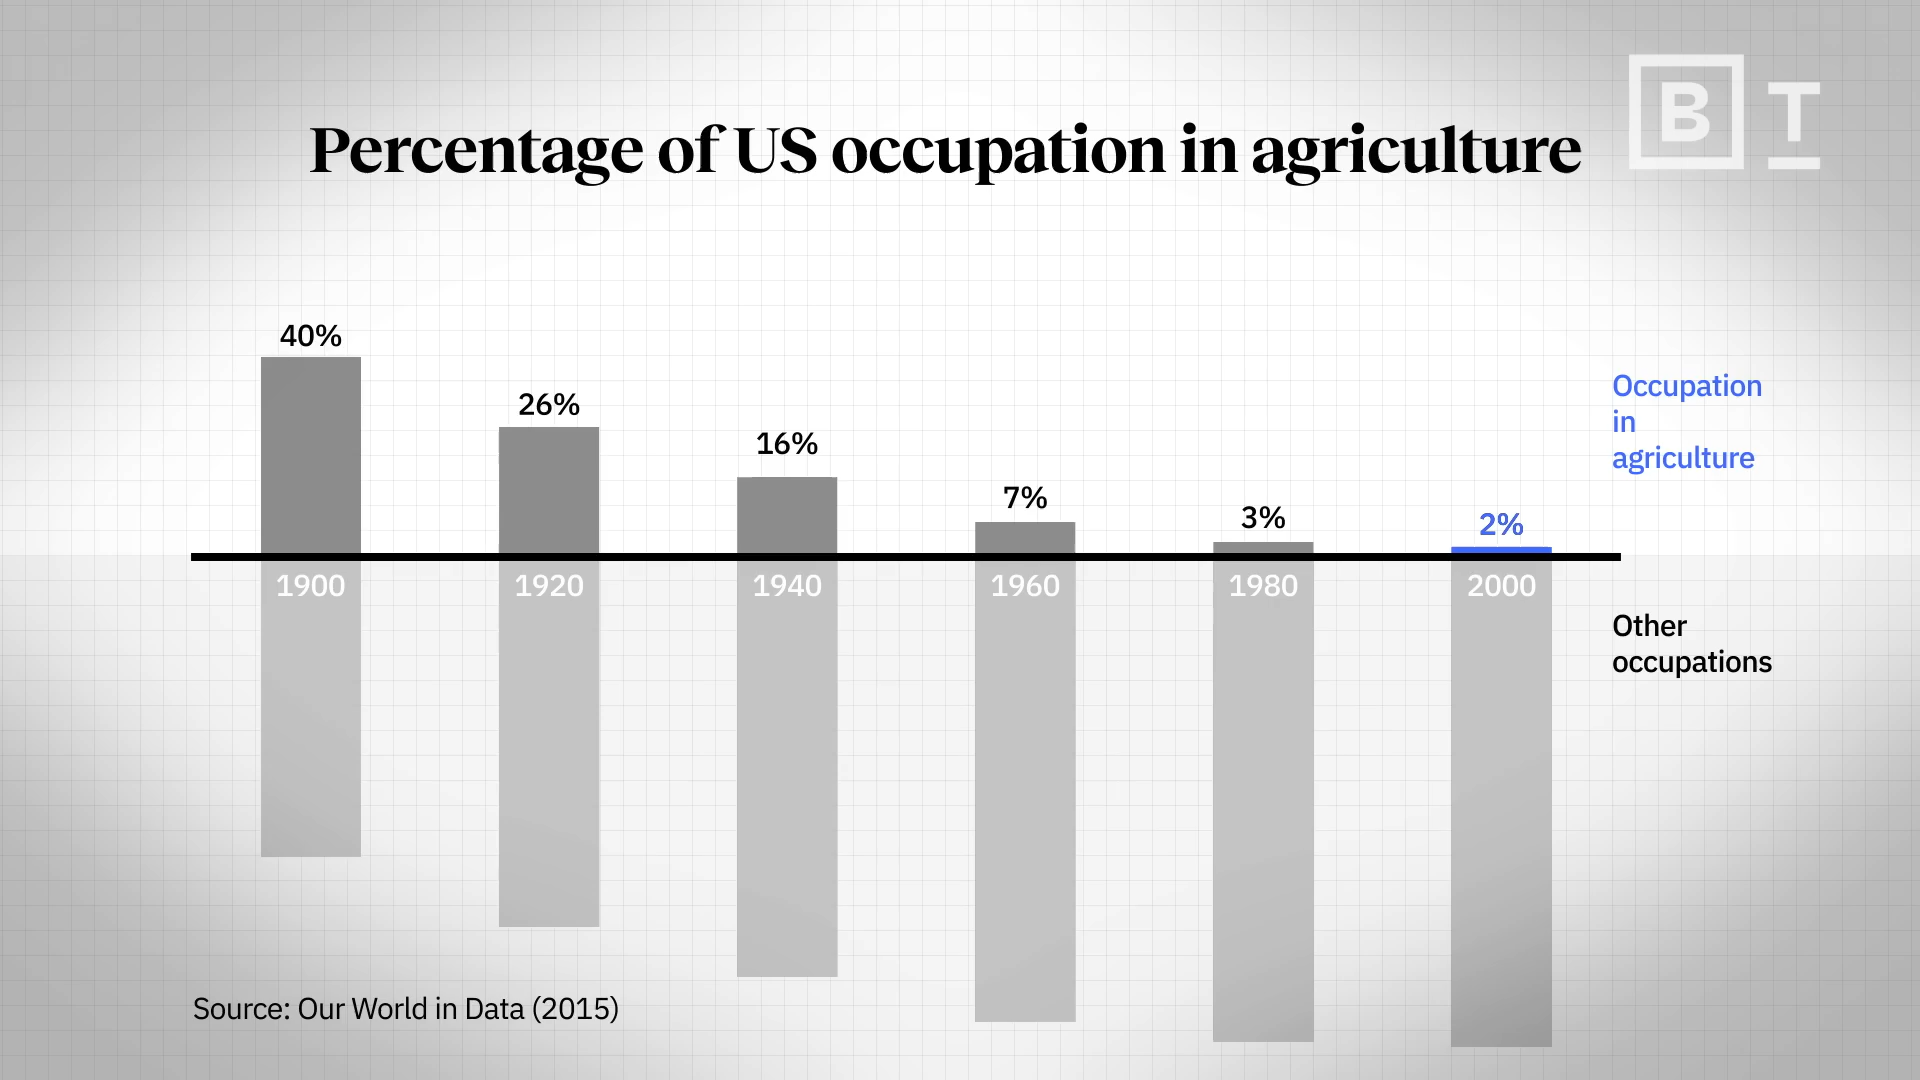 B T
Percentage of US occupation in agriculture
40%
26%
16%
7%
3%
2%
Occupation
in
agriculture
1900
1920
1940
1960
1980
2000
Other
occupations
Source: Our World in Data (2015)